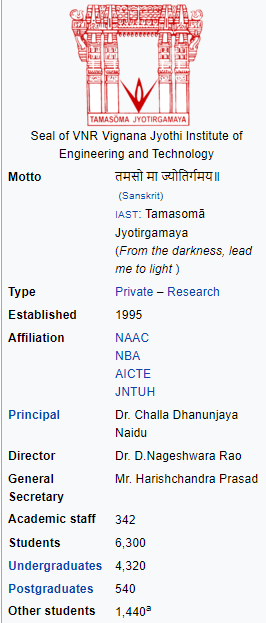 TAMASŌMA JYOTIRGAMAYA
Seal of VNR Vignana Jyothi Institute of
Engineering and Technology
Motto तमसो मा ज्योतिर्गमय॥
(Sanskrit)
IAST: Tamasomā
Jyotirgamaya
(From the darkness, lead
me to light )
Type Private – Research
Established 1995
Affiliation NAAC
NBA
AICTE
JNTUH
Principal Dr. Challa Dhanunjaya
Naidu
Director Dr. D.Nageshwara Rao
General Mr. Harishchandra Prasad
Secretary
Academic staff 342
Students 6,300
Undergraduates 4,320
Postgraduates 540
Other students 1,440a